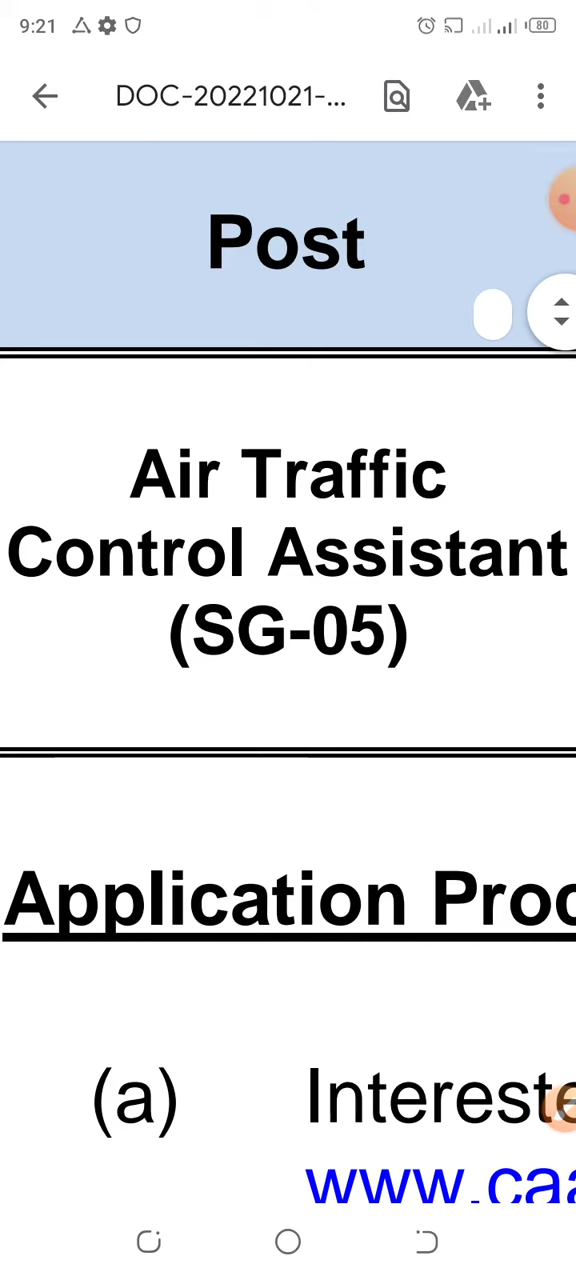 9:21 80
DOC-20221021-...
Post
Air Traffic
Control Assistant
(SG-05)
Application Proc
(a) Intereste
www.caa